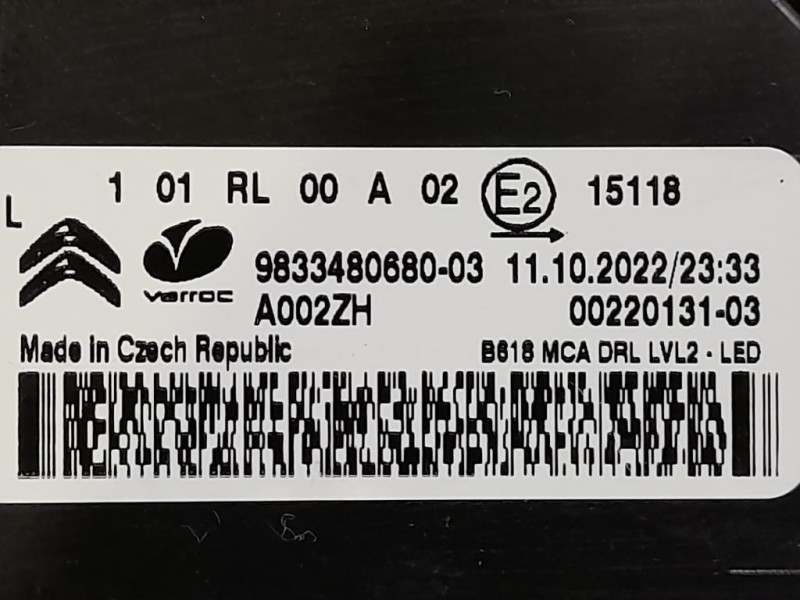 1 01 RL 00 A 02 E2 15118
L
varroc
9833480680-03 11.10.2022/23:33
A002ZH 00220131-03
Made in Czech Republic B618 MCA DRL LVL2 - LED